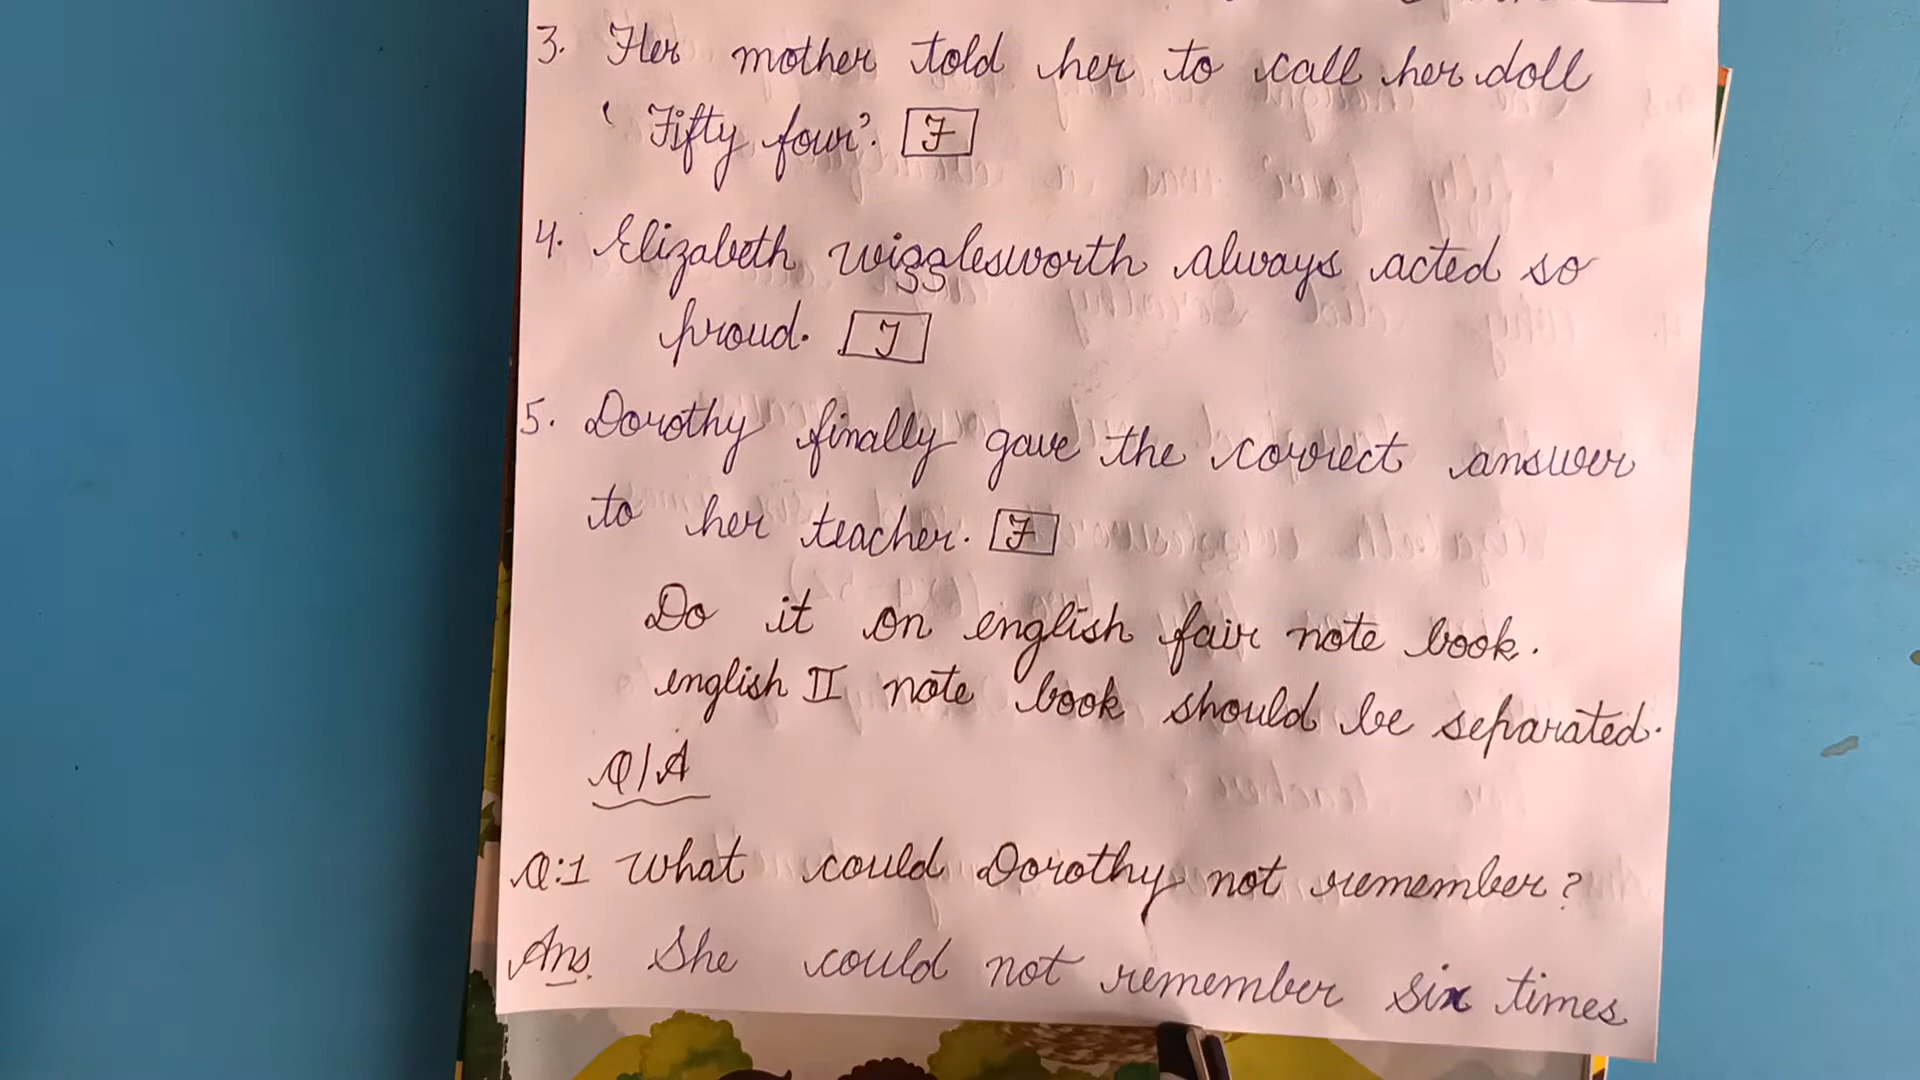 3. Her mother told her to call her doll
'Fifty four'. F
4. Elizabeth wigglesworth always acted so
proud. T
5. Dorothy finally gave the correct answer
to her teacher. F
Do it on english fair note book.
english II note book should be separated.
Q/A
Q:1 What could Dorothy not remember?
Ans. She could not remember six times